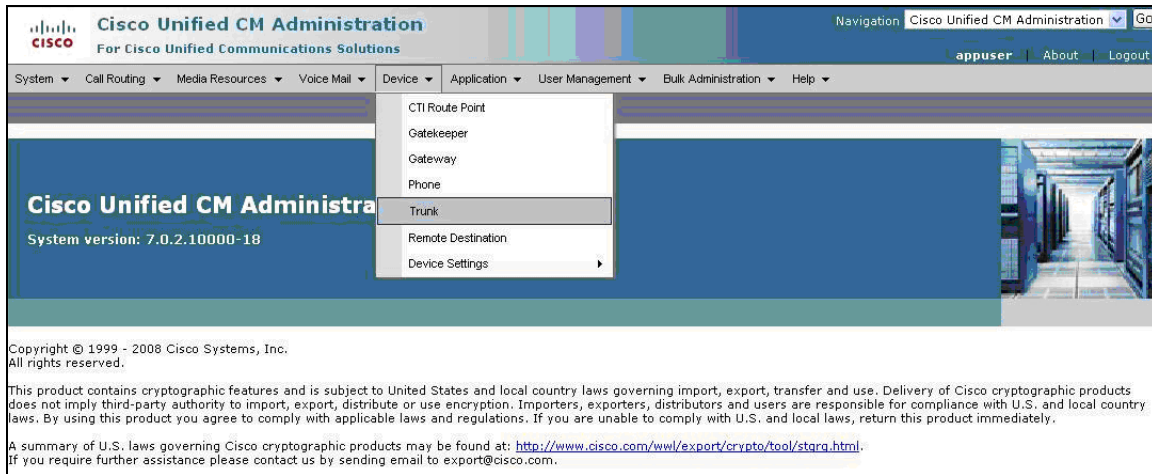 Cisco Unified CM Administration
Navigation Cisco Unified CM Administration Go
CISCO
For Cisco Unified Communications Solutions
appuser | About | Logout
System Call Routing Media Resources Voice Mail Device Application User Management Bulk Administration Help
CTI Route Point
Gatekeeper
Gateway
Phone
Cisco Unified CM Administra
Trunk
System version: 7.0.2.10000-18
Remote Destination
Device Settings
Copyright © 1999 - 2008 Cisco Systems, Inc.
All rights reserved.
This product contains cryptographic features and is subject to United States and local country laws governing import, export, transfer and use. Delivery of Cisco cryptographic products
does not imply third-party authority to import, export, distribute or use encryption. Importers, exporters, distributors and users are responsible for compliance with U.S. and local country
laws. By using this product you agree to comply with applicable laws and regulations. If you are unable to comply with U.S. and local laws, return this product immediately.
A summary of U.S. laws governing Cisco cryptographic products may be found at: http://www.cisco.com/wwl/export/crypto/tool/stqrg.html.
If you require further assistance please contact us by sending email to export@cisco.com.